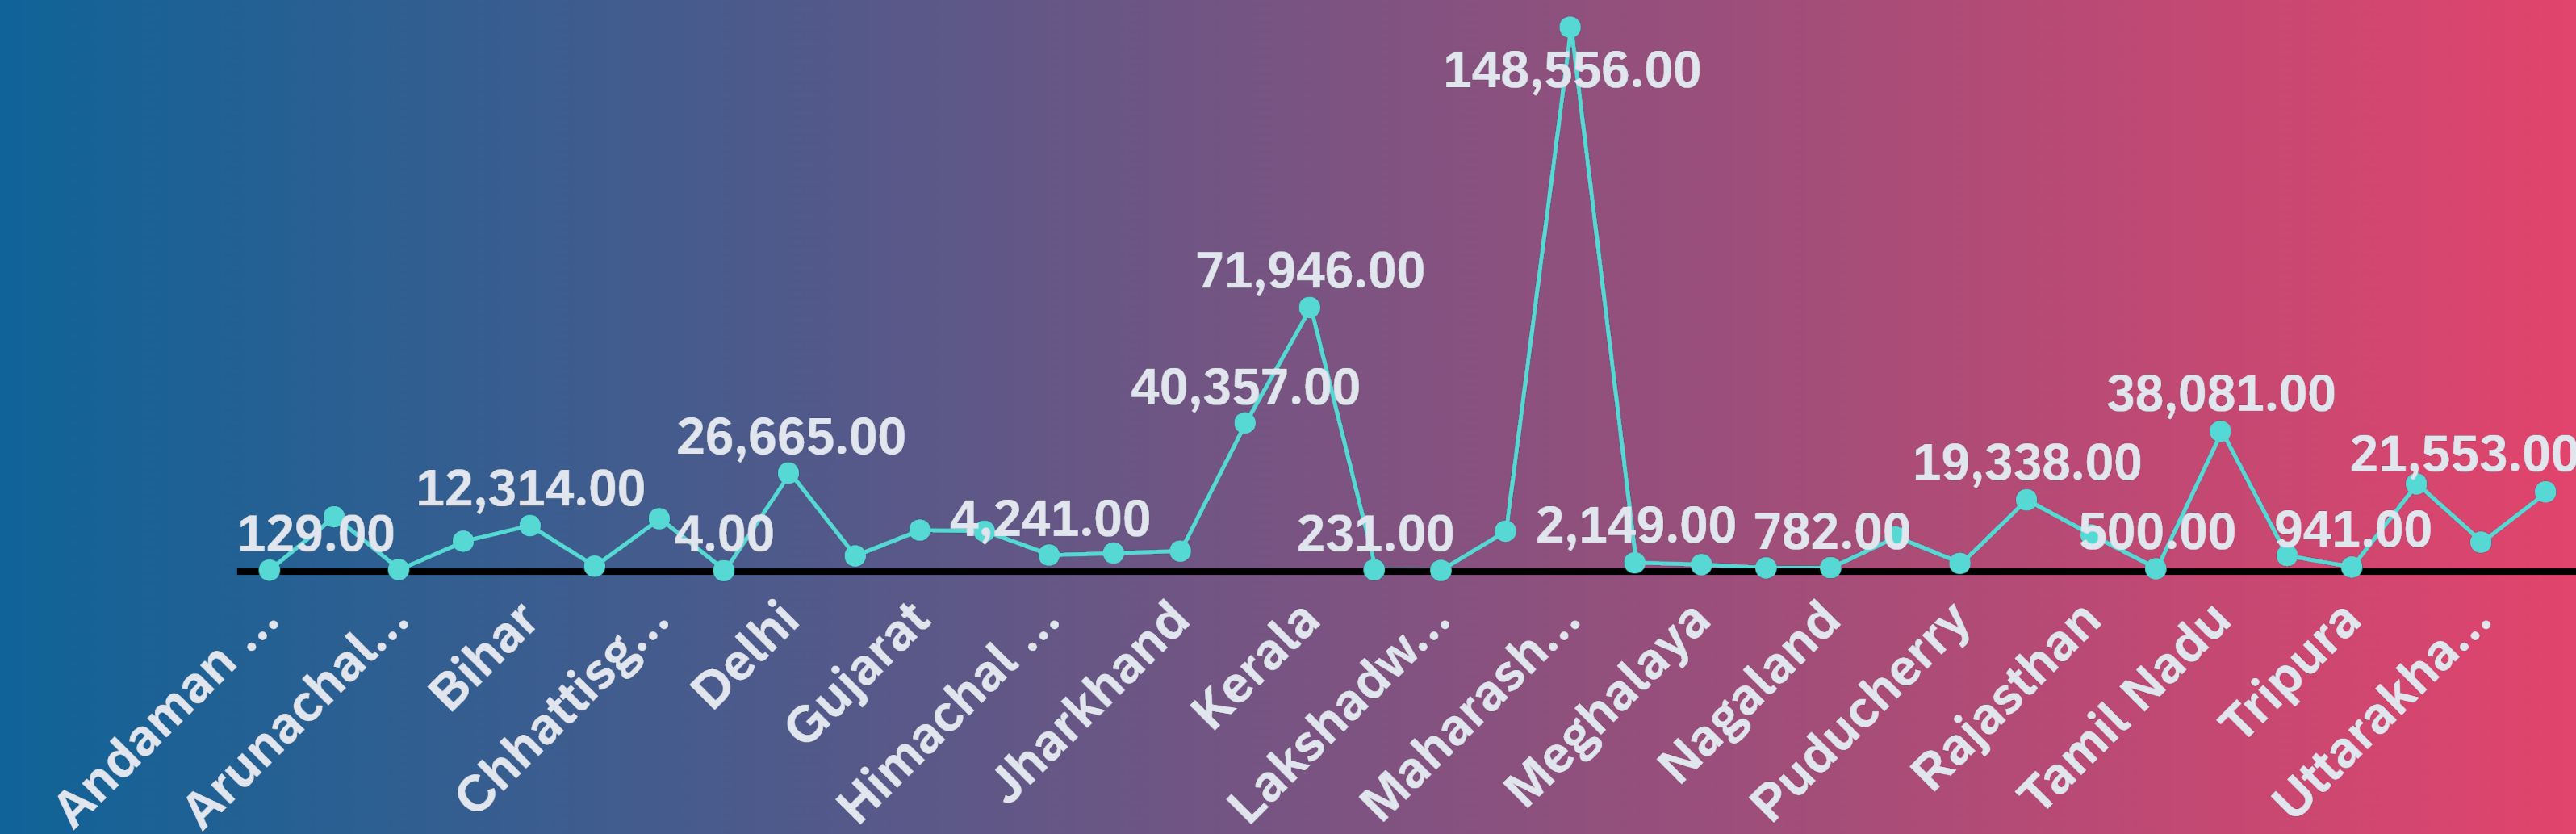 148,556.00
71,946.00
40,357.00
38,081.00
26,665.00
21,553.00
19,338.00
12,314.00
4,241.00
2,149.00
129.00
4.00
231.00
782.00
500.00
941.00
Andaman ...
Arunachal...
Bihar
Chhattisg...
Delhi
Gujarat
Himachal ...
Jharkhand
Kerala
Lakshadw...
Maharash...
Meghalaya
Nagaland
Puducherry
Rajasthan
Tamil Nadu
Tripura
Uttarakha...